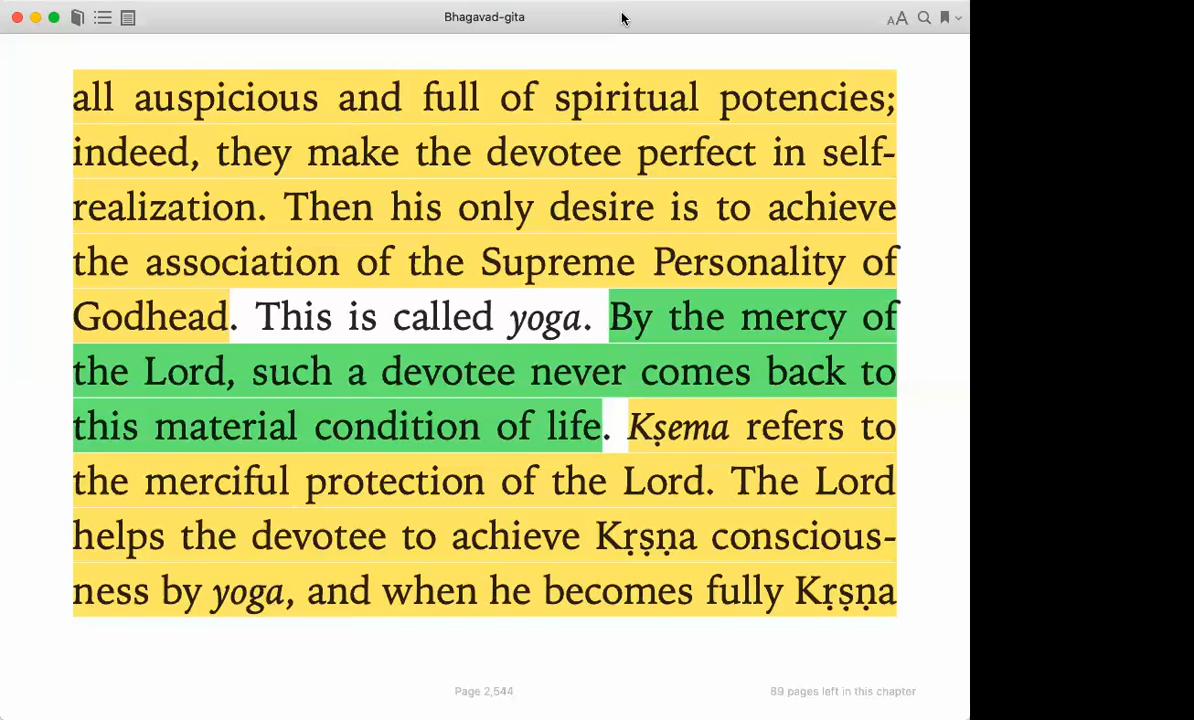 Bhagavad-gita
AA
all auspicious and full of spiritual potencies;
indeed, they make the devotee perfect in self-
realization. Then his only desire is to achieve
the association of the Supreme Personality of
Godhead. This is called yoga. By the mercy of
the Lord, such a devotee never comes back to
this material condition of life. Kṣema refers to
the merciful protection of the Lord. The Lord
helps the devotee to achieve Kṛṣṇa conscious-
ness by yoga, and when he becomes fully Kṛṣṇa
Page 2,544
89 pages left in this chapter